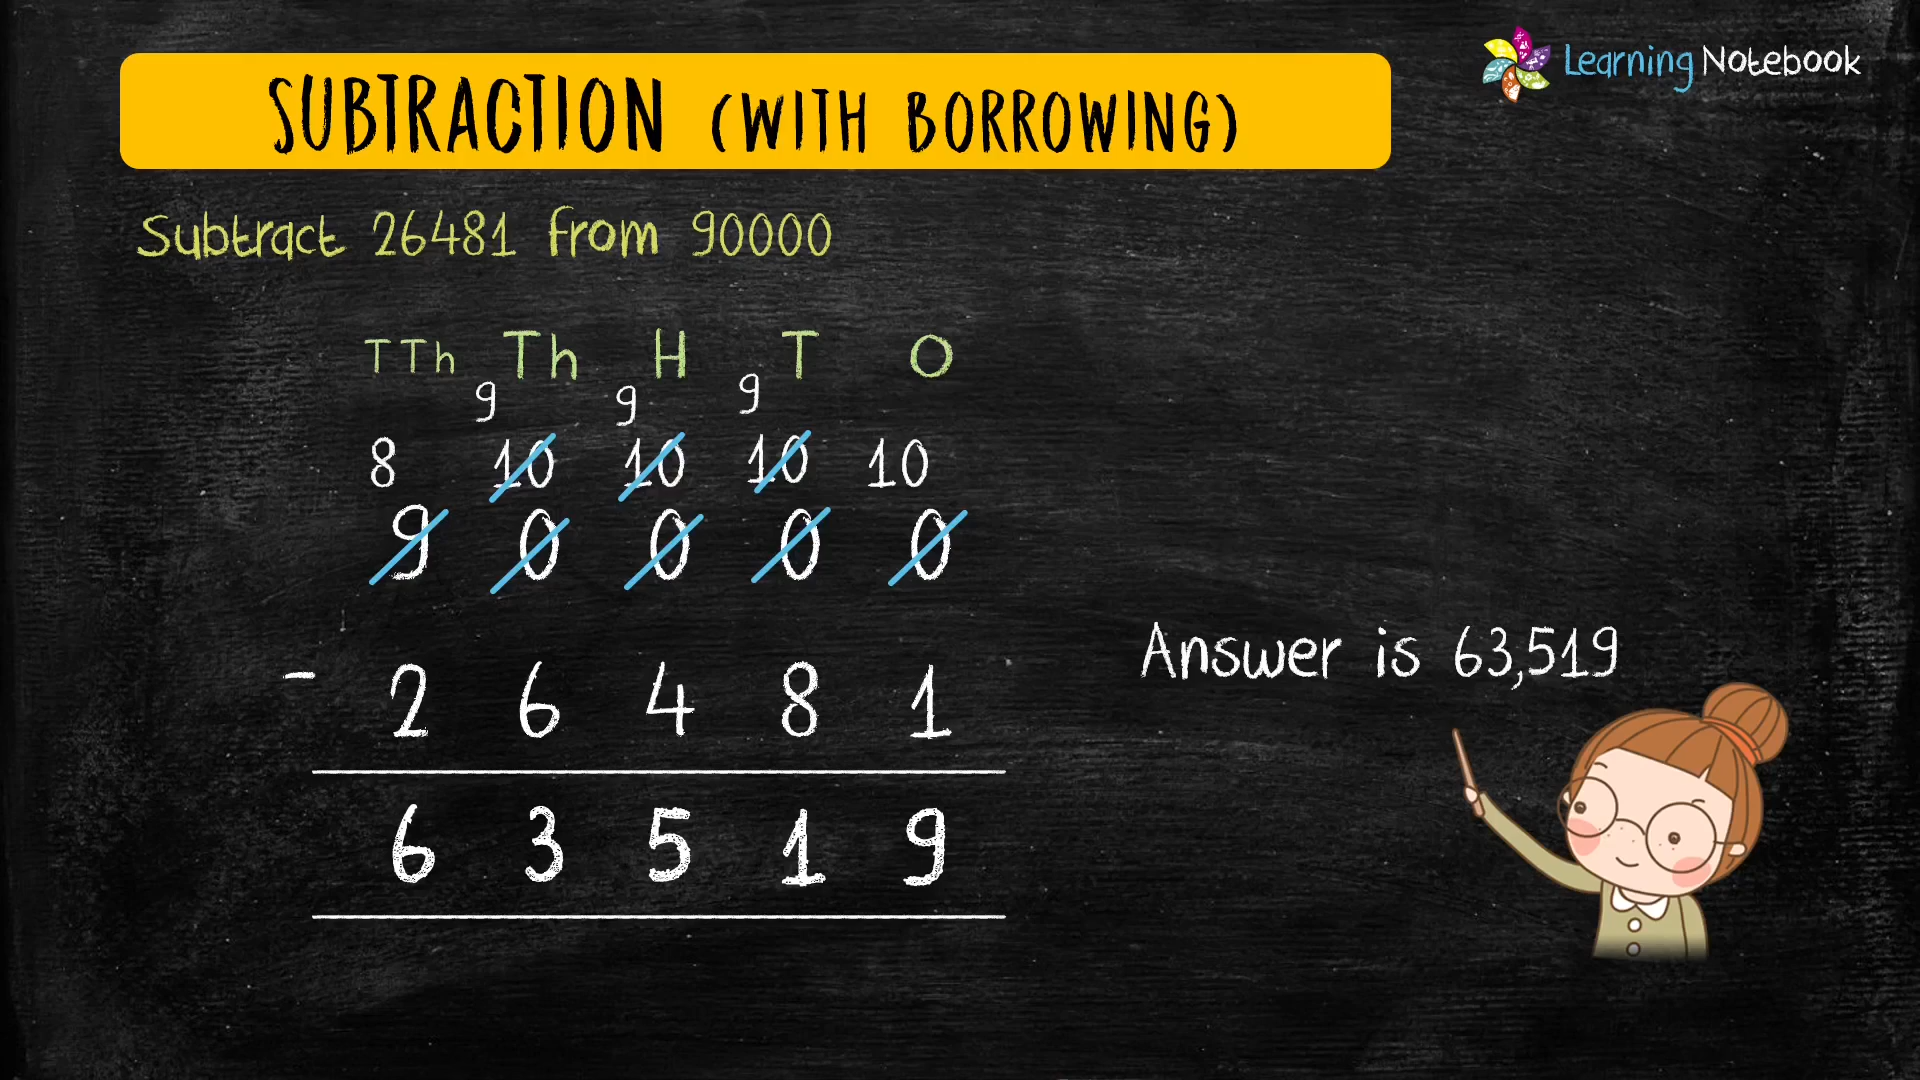 Learning Notebook
SUBTRACTION (WITH BORROWING)
Subtract 26481 from 90000
TTh Th H T O
9 9 9
8 10 10 10 10
9 0 0 0 0
- 2 6 4 8 1
6 3 5 1 9
Answer is 63,519